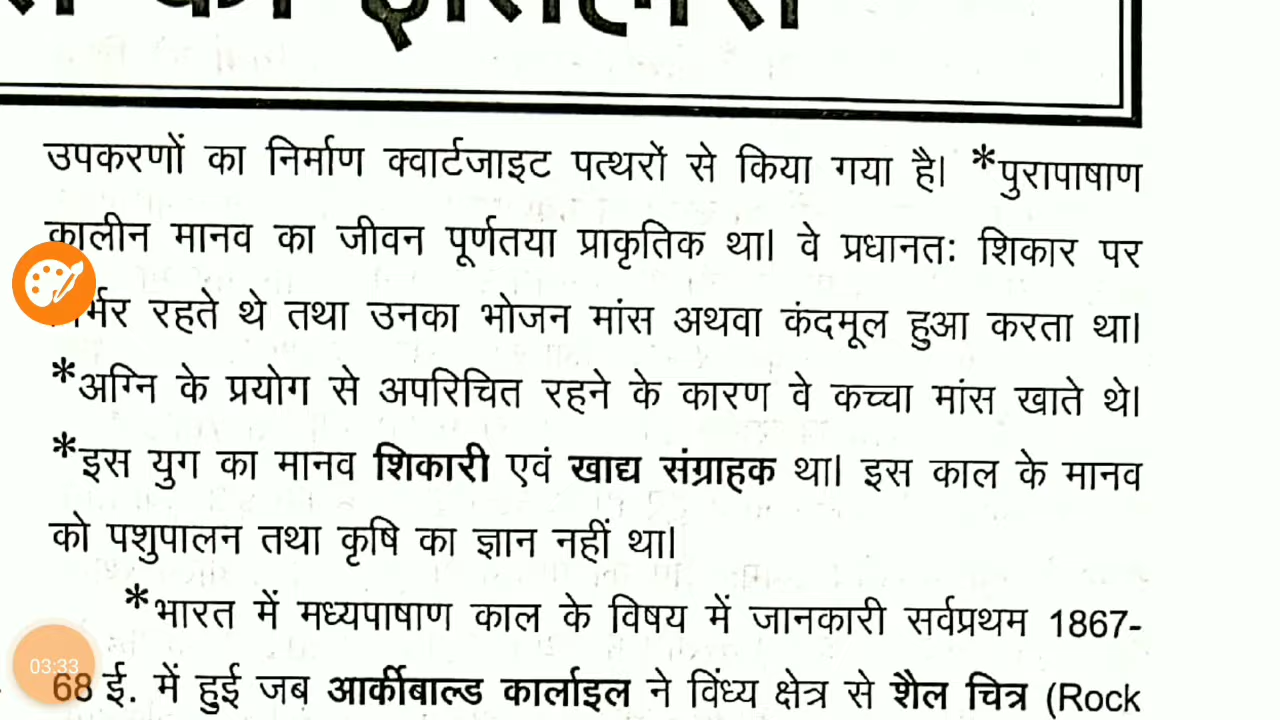 उपकरणों का निर्माण क्वार्टजाइट पत्थरों से किया गया है। *पुरापाषाण
कालीन मानव का जीवन पूर्णतया प्राकृतिक था। वे प्रधानतः शिकार पर
रहते थे तथा उनका भोजन मांस अथवा कंदमूल हुआ करता था।
*अग्नि के प्रयोग से अपरिचित रहने के कारण वे कच्चा मांस खाते थे।
*इस युग का मानव शिकारी एवं खाद्य संग्राहक था। इस काल के मानव
को पशुपालन तथा कृषि का ज्ञान नहीं था।
*भारत में मध्यपाषाण काल के विषय में जानकारी सर्वप्रथम 1867-
03:33
68 ई. में हुई जब आर्कीबाल्ड कार्लाइल ने विंध्य क्षेत्र से शैल चित्र (Rock